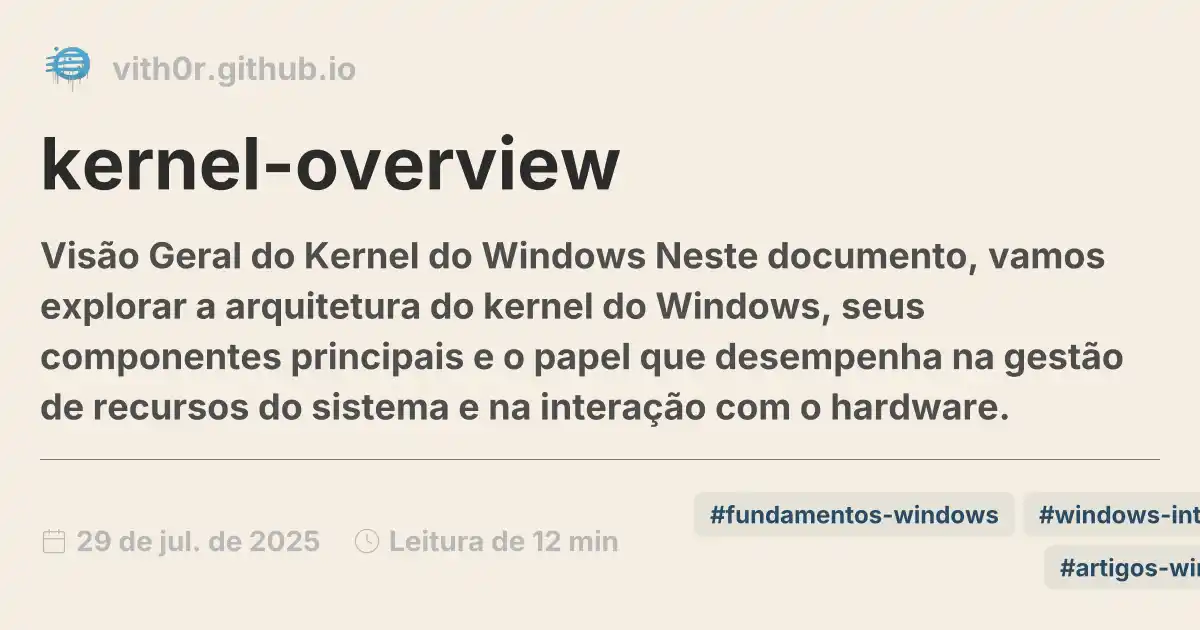 vith0r.github.io
kernel-overview
Visão Geral do Kernel do Windows Neste documento, vamos
explorar a arquitetura do kernel do Windows, seus
componentes principais e o papel que desempenha na gestão
de recursos do sistema e na interação com o hardware.
29 de jul. de 2025 Leitura de 12 min
#fundamentos-windows #windows-int
#artigos-wi